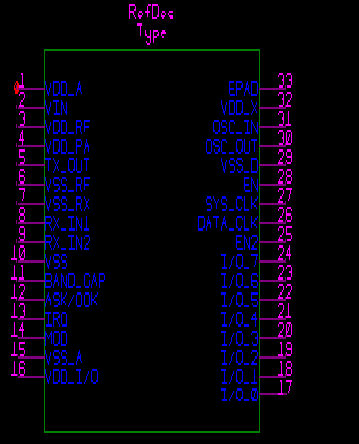 RefDes
Type
1 VDD_A EPAD 33
2 VIN VDD_X 32
3 VDD_RF OSC_IN 31
4 VDD_PA OSC_OUT 30
5 TX_OUT VSS_D 29
6 VSS_RF EN 28
7 VSS_RX SYS_CLK 27
8 RX_IN1 DATA_CLK 26
9 RX_IN2 EN2 25
10 VSS I/O_7 24
11 BAND_GAP I/O_6 23
12 ASK/OOK I/O_5 22
13 IRQ I/O_4 21
14 MOD I/O_3 20
15 VSS_A I/O_2 19
16 VDD_I/O I/O_1 18
I/O_0 17